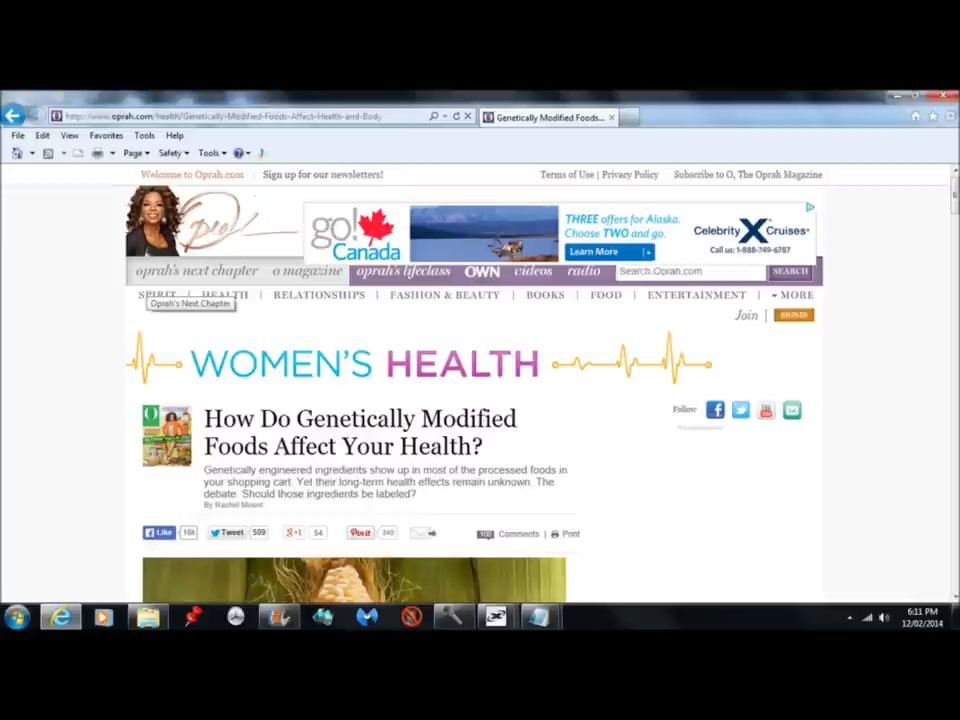 http://www.oprah.com/health/Genetically-Modified-Foods-Affect-Health-and-Body
Genetically Modified Foods...
File Edit View Favorites Tools Help
Page Safety Tools
Welcome to Oprah.com Sign up for our newsletters! Terms of Use | Privacy Policy Subscribe to O, The Oprah Magazine
Oprah
go!
Canada
THREE offers for Alaska.
Choose TWO and go.
Learn More
Celebrity X Cruises®
Call us: 1-888-749-6787
oprah's next chapter o magazine oprah's lifeclass OWN videos radio Search Oprah.com SEARCH
SPIRIT | HEALTH | RELATIONSHIPS | FASHION & BEAUTY | BOOKS | FOOD | ENTERTAINMENT | MORE
Oprah's Next Chapter
Join | SIGN IN
WOMEN'S HEALTH
How Do Genetically Modified
Foods Affect Your Health?
Follow:
Genetically engineered ingredients show up in most of the processed foods in
your shopping cart. Yet their long-term health effects remain unknown. The
debate. Should those ingredients be labeled?
By Rachel Mount
Like 16k Tweet 509 +1 54 Pin it 345 100 Comments | Print
6:11 PM
12/02/2014